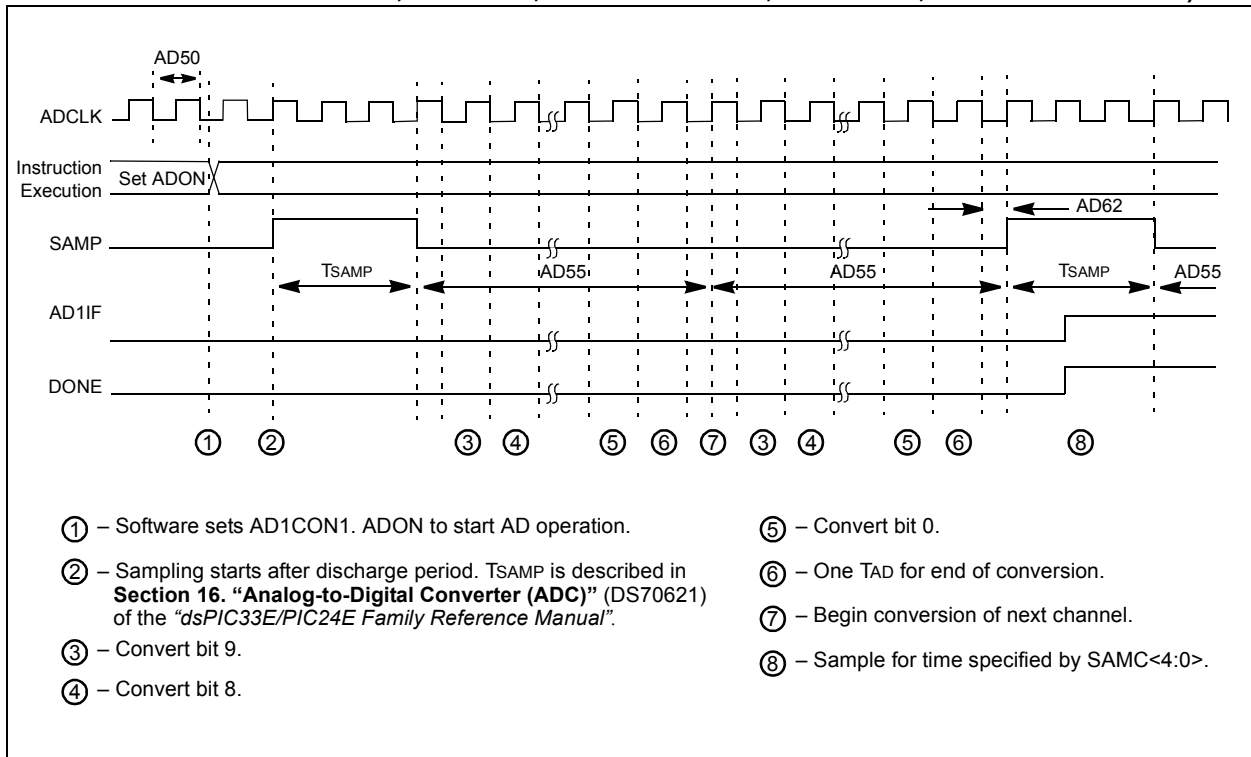 AD50
ADCLK
Instruction
Execution
Set ADON
AD62
SAMP
TSAMP
AD55
AD55
TSAMP
AD55
AD1IF
DONE
1 2 3 4 5 6 7 3 4 5 6 8
1 – Software sets AD1CON1. ADON to start AD operation.
2 – Sampling starts after discharge period. TSAMP is described in
Section 16. “Analog-to-Digital Converter (ADC)” (DS70621)
of the “dsPIC33E/PIC24E Family Reference Manual”.
3 – Convert bit 9.
4 – Convert bit 8.
5 – Convert bit 0.
6 – One TAD for end of conversion.
7 – Begin conversion of next channel.
8 – Sample for time specified by SAMC<4:0>.